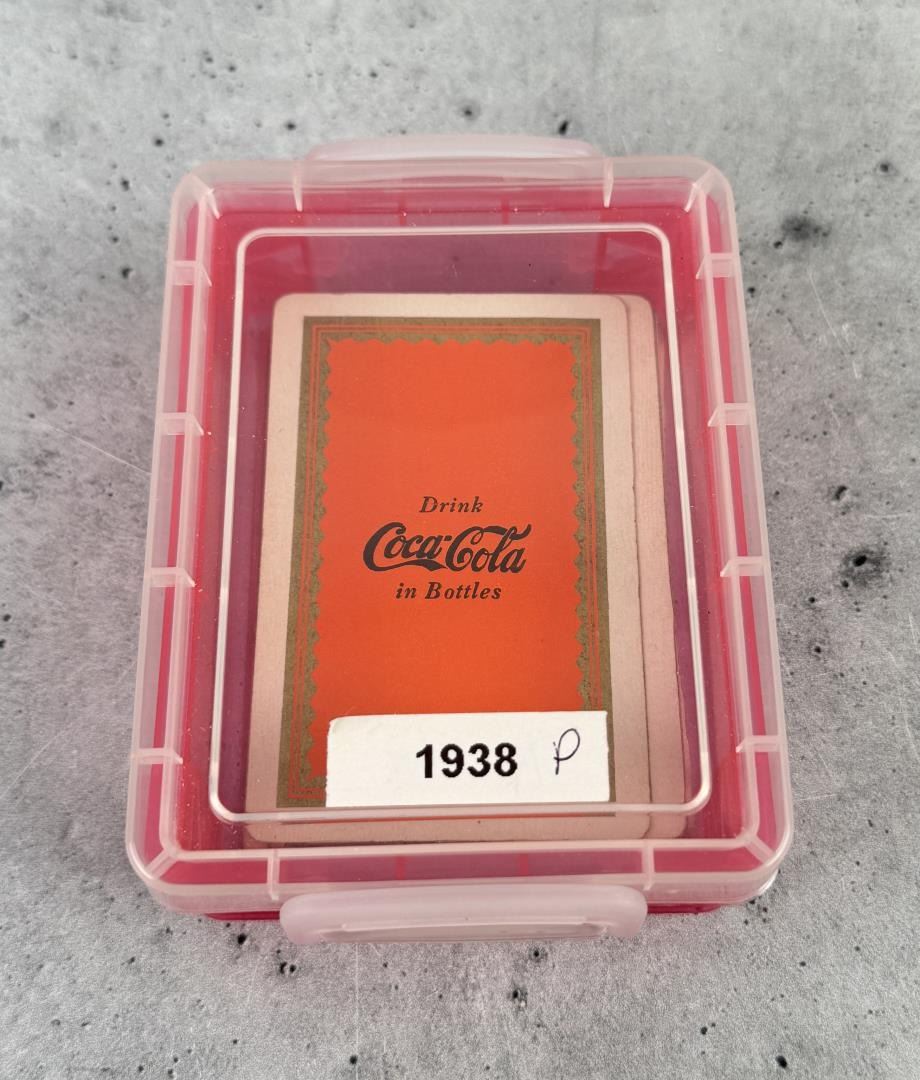 Drink
Coca-Cola
in Bottles
1938 P